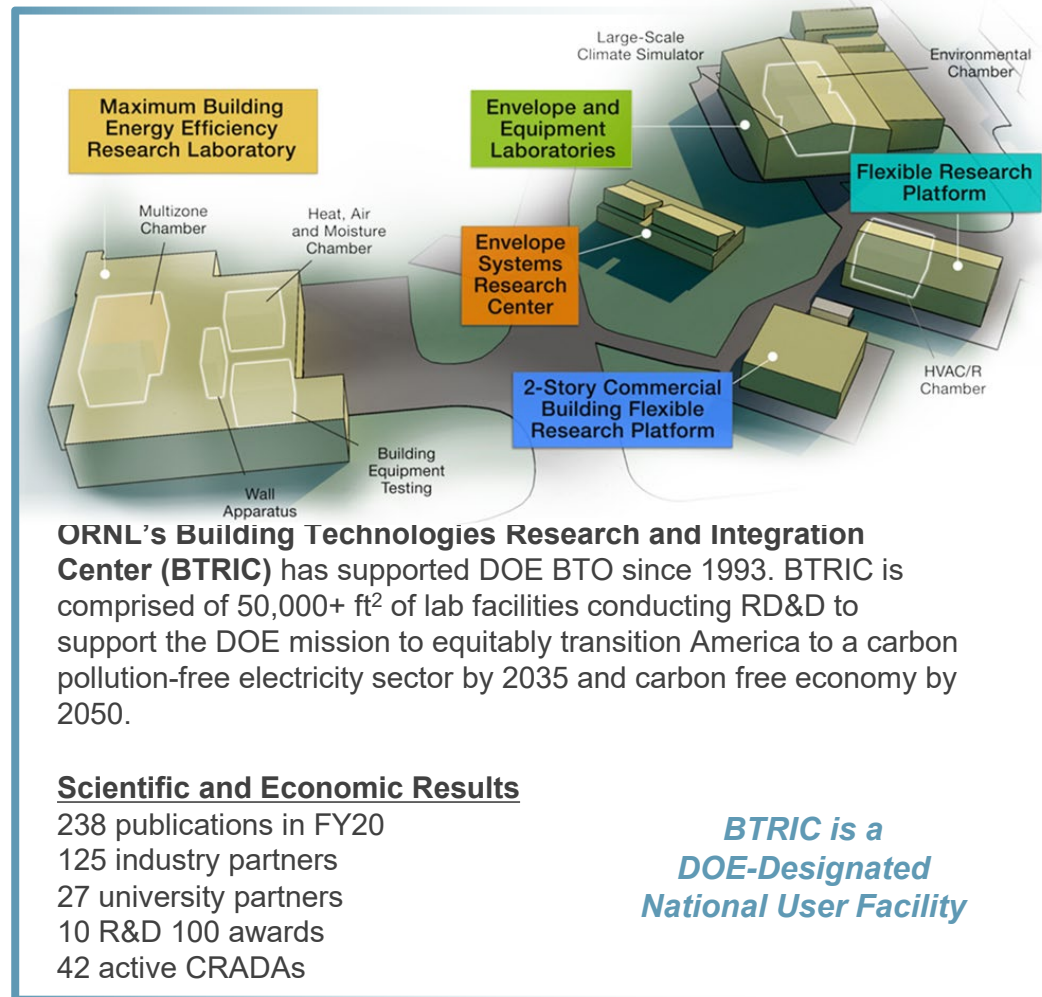 Large-Scale
Climate Simulator
Environmental
Chamber
Maximum Building
Energy Efficiency
Research Laboratory
Envelope and
Equipment
Laboratories
Flexible Research
Platform
Multizone
Chamber
Heat, Air
and Moisture
Chamber
Envelope
Systems
Research
Center
HVAC/R
Chamber
2-Story Commercial
Building Flexible
Research Platform
Building
Equipment
Testing
Wall
Apparatus
ORNL's Building Technologies Research and Integration
Center (BTRIC) has supported DOE BTO since 1993. BTRIC is
comprised of 50,000+ ft² of lab facilities conducting RD&D to
support the DOE mission to equitably transition America to a carbon
pollution-free electricity sector by 2035 and carbon free economy by
2050.
Scientific and Economic Results
238 publications in FY20
125 industry partners
27 university partners
10 R&D 100 awards
42 active CRADAs
BTRIC is a
DOE-Designated
National User Facility